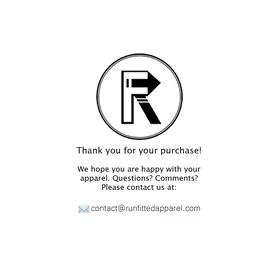 R
Thank you for your purchase!
We hope you are happy with your
apparel. Questions? Comments?
Please contact us at:
contact@runfittedapparel.com